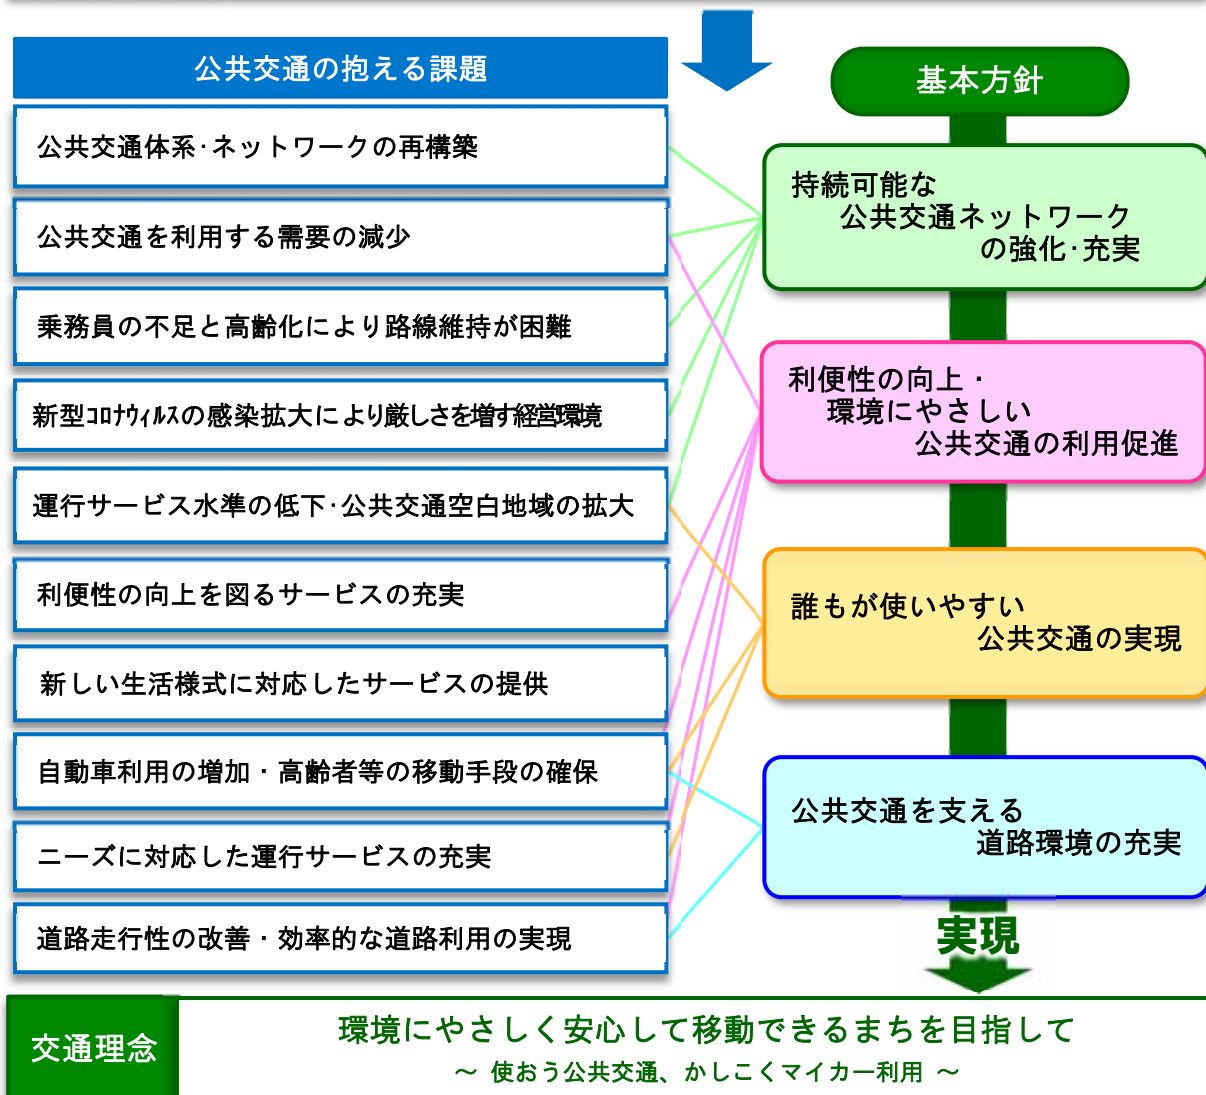 公共交通の抱える課題
公共交通体系･ネットワークの再構築
公共交通を利用する需要の減少
乗務員の不足と高齢化により路線維持が困難
新型ｺﾛﾅｳｨﾙｽの感染拡大により厳しさを増す経営環境
運行サービス水準の低下･公共交通空白地域の拡大
利便性の向上を図るサービスの充実
新しい生活様式に対応したサービスの提供
自動車利用の増加・高齢者等の移動手段の確保
ニーズに対応した運行サービスの充実
道路走行性の改善・効率的な道路利用の実現
基本方針
持続可能な
公共交通ネットワーク
の強化･充実
利便性の向上・
環境にやさしい
公共交通の利用促進
誰もが使いやすい
公共交通の実現
公共交通を支える
道路環境の充実
実現
交通理念
環境にやさしく安心して移動できるまちを目指して
～ 使おう公共交通、かしこくマイカー利用 ～